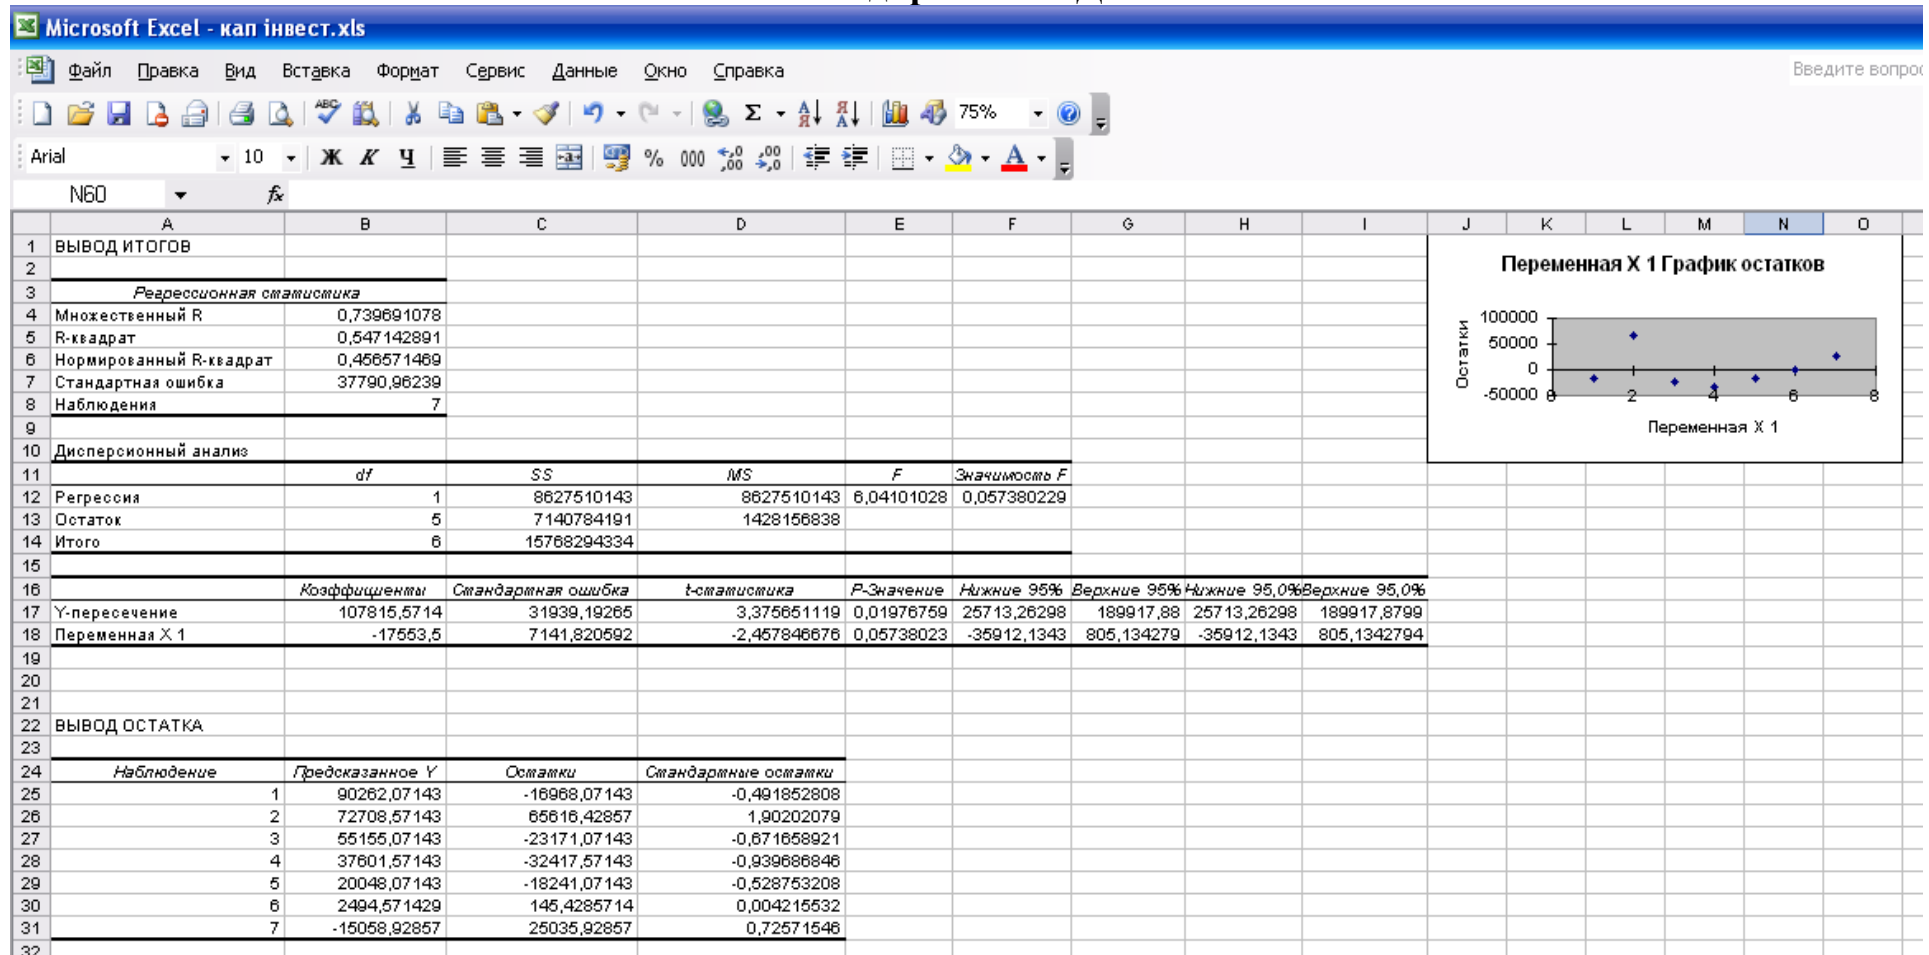 Microsoft Excel - кап інвест.xls
Файл Правка Вид Вставка Формат Сервис Данные Окно Справка Введите вопрос
75%
Arial 10 Ж К Ч % 000
N60 fx
A B C D E F G H I J K L M N O
1 ВЫВОД ИТОГОВ
2
3 Регрессионная статистика
4 Множественный R 0,739691078
5 R-квадрат 0,547142891
6 Нормированный R-квадрат 0,456571469
7 Стандартная ошибка 37790,96239
8 Наблюдения 7
9
10 Дисперсионный анализ
11 df SS MS F Значимость F
12 Регрессия 1 8627510143 8627510143 6,04101028 0,057380229
13 Остаток 5 7140784191 1428156838
14 Итого 6 15768294334
15
16 Коэффициенты Стандартная ошибка t-статистика P-Значение Нижние 95% Верхние 95% Нижние 95,0% Верхние 95,0%
17 Y-пересечение 107815,5714 31939,19265 3,375651119 0,01976759 25713,26298 189917,88 25713,26298 189917,8799
18 Переменная X 1 -17553,5 7141,820592 -2,457846676 0,05738023 -35912,1343 805,134279 -35912,1343 805,1342794
19
20
21
22 ВЫВОД ОСТАТКА
23
24 Наблюдение Предсказанное Y Остатки Стандартные остатки
25 1 90262,07143 -16968,07143 -0,491852808
26 2 72708,57143 65616,42857 1,90202079
27 3 55155,07143 -23171,07143 -0,671658921
28 4 37601,57143 -32417,57143 -0,939686846
29 5 20048,07143 -18241,07143 -0,528753208
30 6 2494,571429 145,4285714 0,004215532
31 7 -15058,92857 25035,92857 0,72571546
32
Переменная X 1 График остатков
Остатки
100000
50000
0
-50000
0 2 4 6 8
Переменная X 1